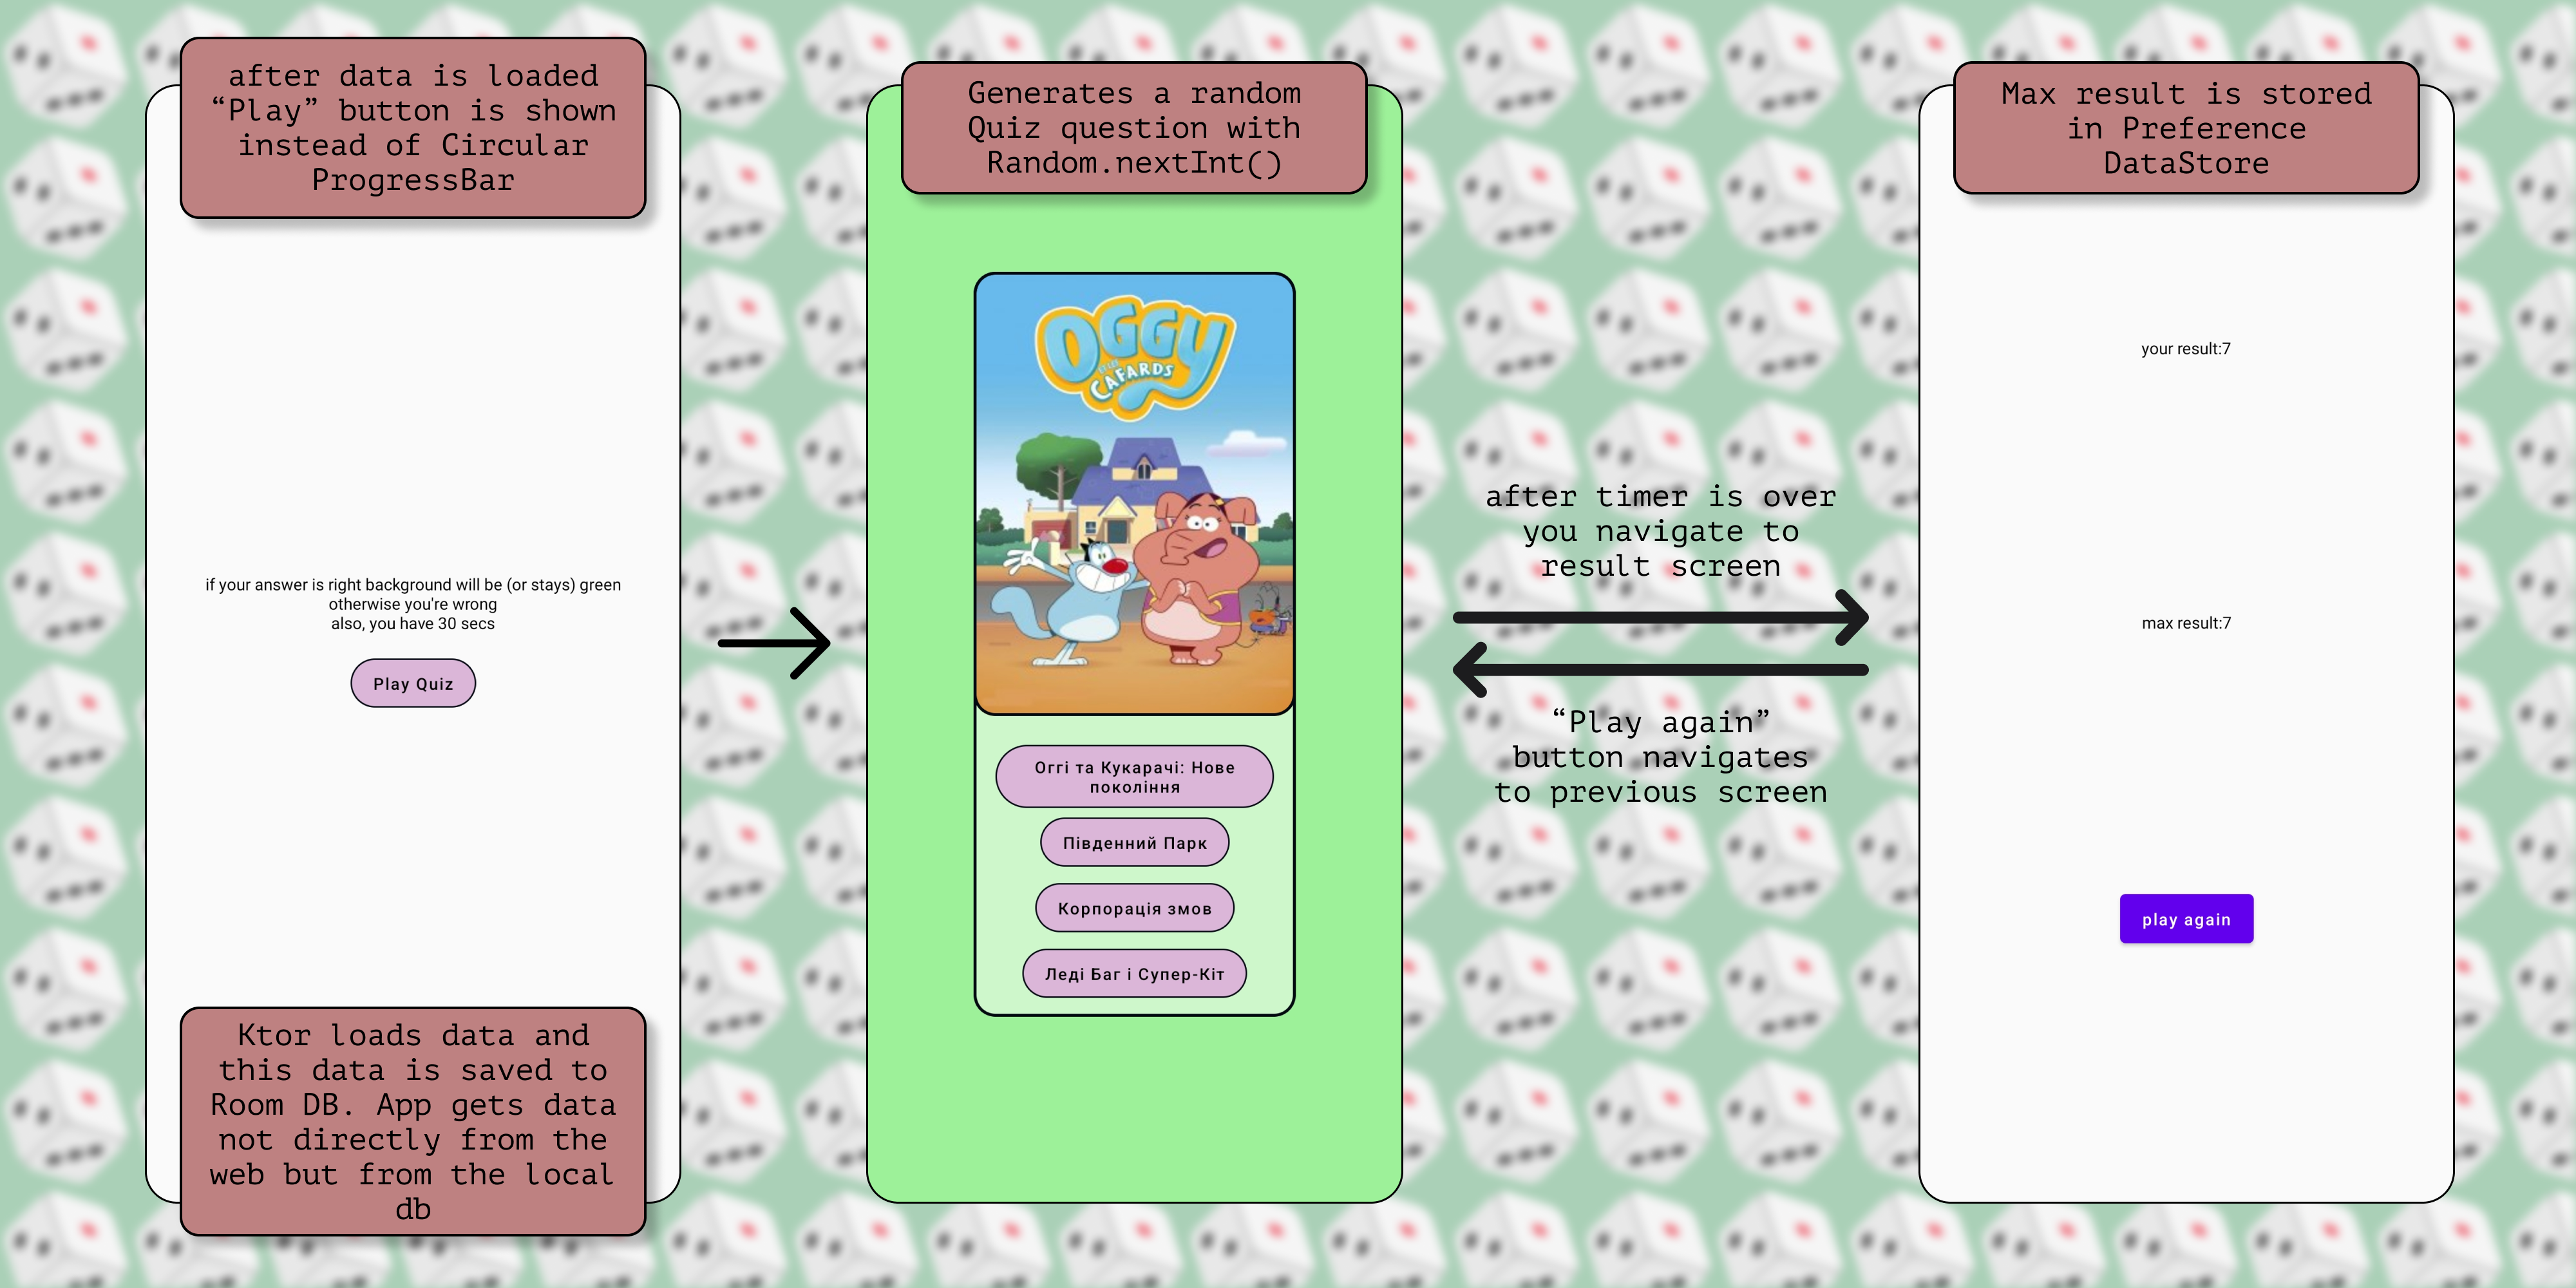 after data is loaded
“Play” button is shown
instead of Circular
ProgressBar
if your answer is right background will be (or stays) green
otherwise you're wrong
also, you have 30 secs
Play Quiz
Ktor loads data and
this data is saved to
Room DB. App gets data
not directly from the
web but from the local
db
Generates a random
Quiz question with
Random.nextInt()
OGGY
CAFARDS
Оггі та Кукарачі: Нове
покоління
Південний Парк
Корпорація змов
Леді Баг і Супер-Кіт
after timer is over
you navigate to
result screen
“Play again”
button navigates
to previous screen
Max result is stored
in Preference
DataStore
your result:7
max result:7
play again